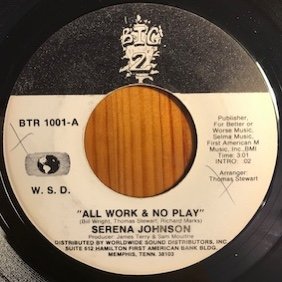 BIG
2
BTR 1001-A
Publisher,
For Better or
Worse Music,
Selma Music,
First American M
Music, Inc., BMI
Time: 3:01
INTRO: :02
Arranger:
Thomas Stewart
W. S. D.
"ALL WORK & NO PLAY"
(Bill Wright, Thomas Stewart, Richard Marks)
SERENA JOHNSON
Producer: James Terry & Sam Moultine
DISTRIBUTED BY WORLDWIDE SOUND DISTRIBUTORS, INC.
SUITE 612 HAMILTON FIRST AMERICAN BANK BLDG.
MEMPHIS, TENN. 38103